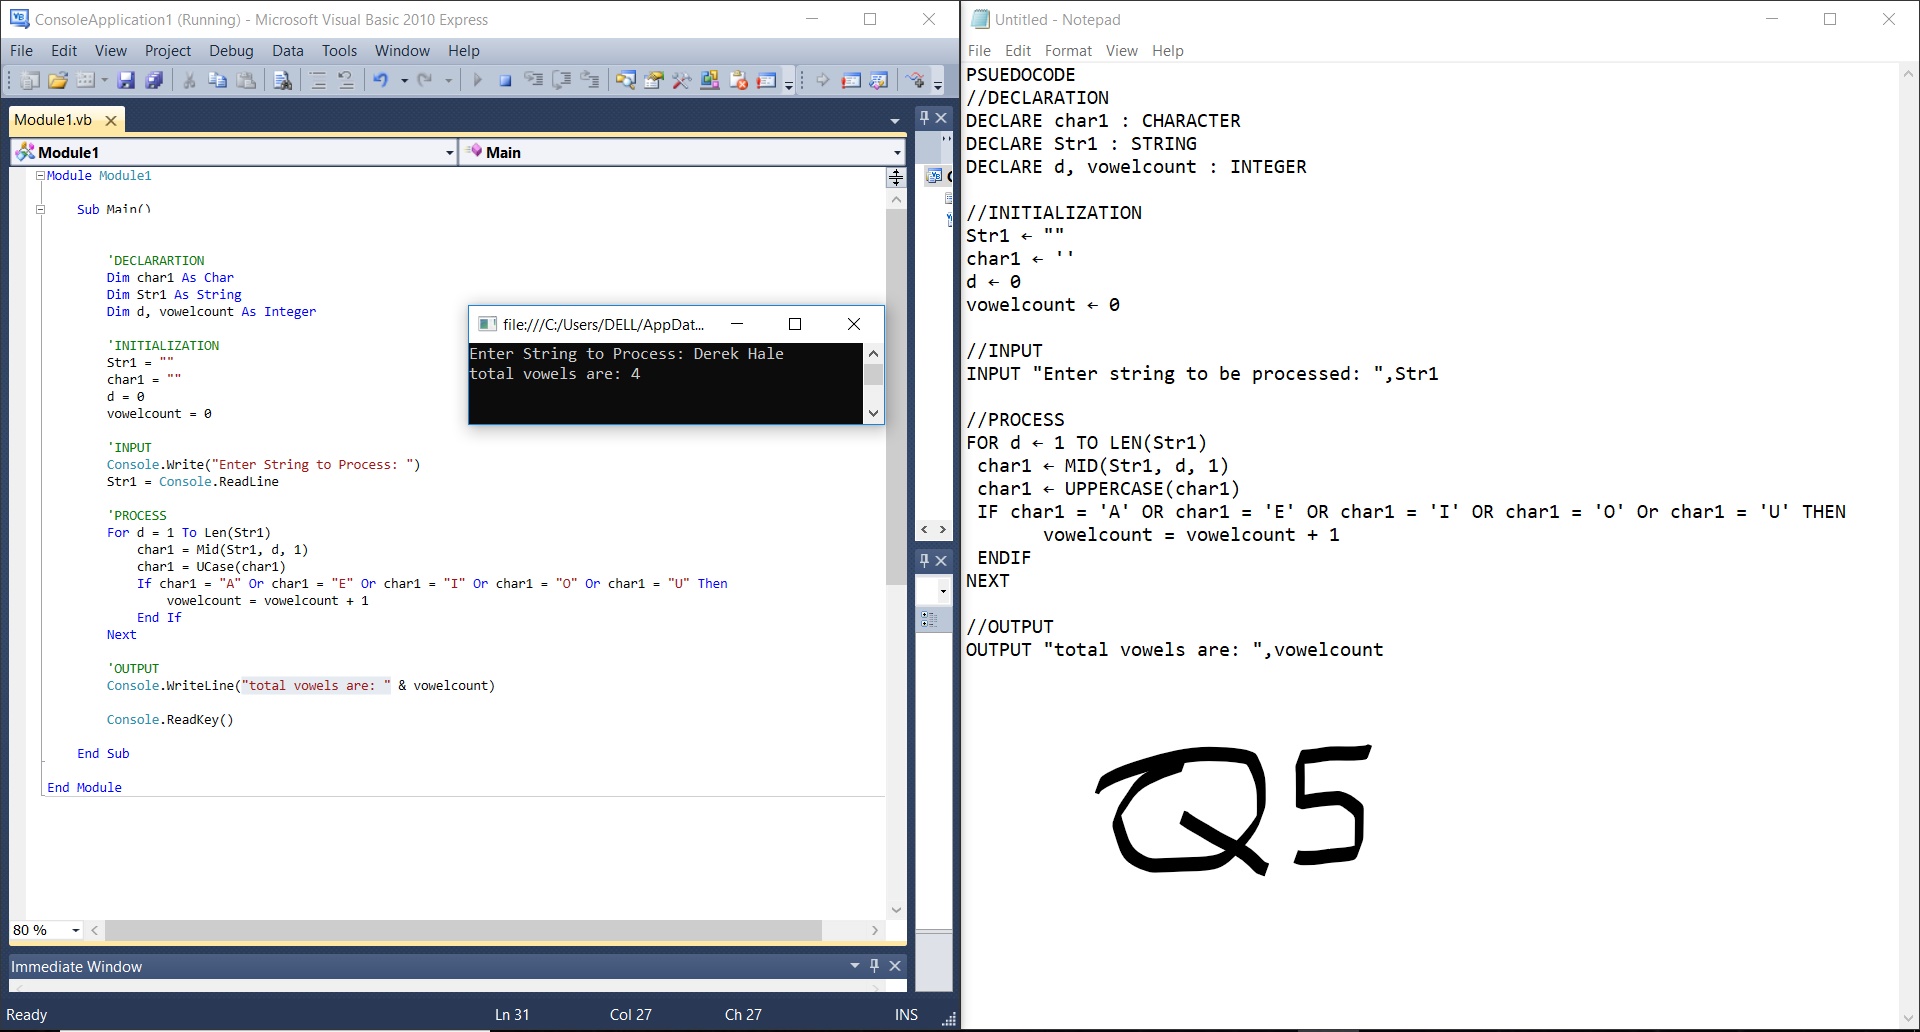 ConsoleApplication1 (Running) - Microsoft Visual Basic 2010 Express
File Edit View Project Debug Data Tools Window Help
Module1.vb
Module1
Main
Module Module1
Sub Main()
'DECLARARTION
Dim char1 As Char
Dim Str1 As String
Dim d, vowelcount As Integer
'INITIALIZATION
Str1 = ""
char1 = ""
d = 0
vowelcount = 0
'INPUT
Console.Write("Enter String to Process: ")
Str1 = Console.ReadLine
'PROCESS
For d = 1 To Len(Str1)
char1 = Mid(Str1, d, 1)
char1 = UCase(char1)
If char1 = "A" Or char1 = "E" Or char1 = "I" Or char1 = "O" Or char1 = "U" Then
vowelcount = vowelcount + 1
End If
Next
'OUTPUT
Console.WriteLine("total vowels are: " & vowelcount)
Console.ReadKey()
End Sub
End Module
80 %
Immediate Window
Ready Ln 31 Col 27 Ch 27 INS
file:///C:/Users/DELL/AppDat...
Enter String to Process: Derek Hale
total vowels are: 4
Untitled - Notepad
File Edit Format View Help
PSUEDOCODE
//DECLARATION
DECLARE char1 : CHARACTER
DECLARE Str1 : STRING
DECLARE d, vowelcount : INTEGER
//INITIALIZATION
Str1 ← ""
char1 ← ''
d ← 0
vowelcount ← 0
//INPUT
INPUT "Enter string to be processed: ",Str1
//PROCESS
FOR d ← 1 TO LEN(Str1)
char1 ← MID(Str1, d, 1)
char1 ← UPPERCASE(char1)
IF char1 = 'A' OR char1 = 'E' OR char1 = 'I' OR char1 = 'O' Or char1 = 'U' THEN
vowelcount = vowelcount + 1
ENDIF
NEXT
//OUTPUT
OUTPUT "total vowels are: ",vowelcount
Q5